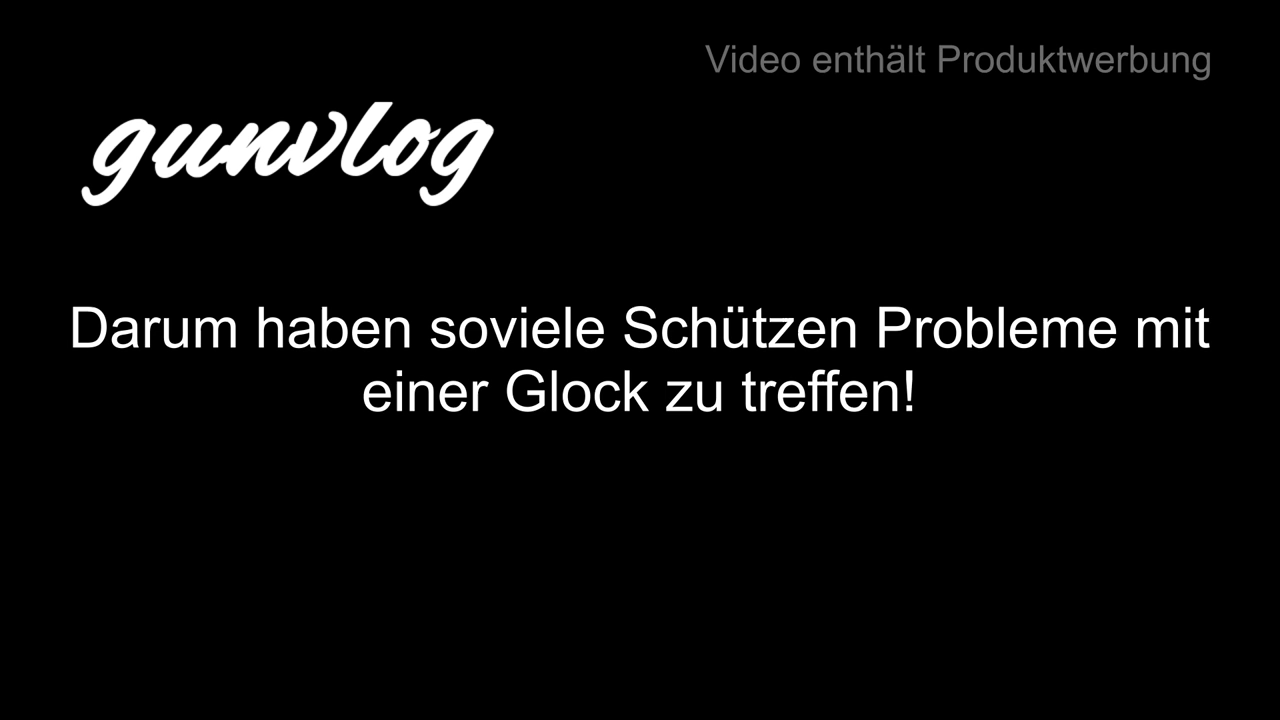 Video enthält Produktwerbung
gunvlog
Darum haben soviele Schützen Probleme mit
einer Glock zu treffen!